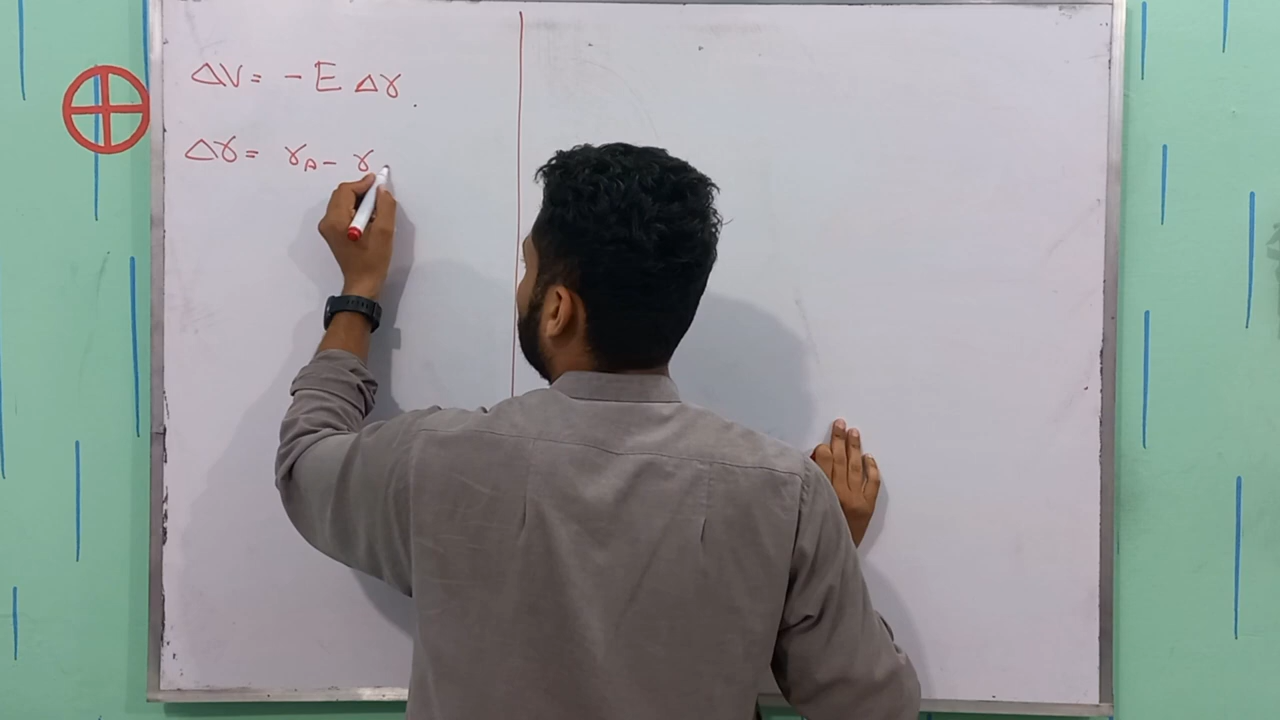 ΔV = - E Δr
Δr = r_A - r